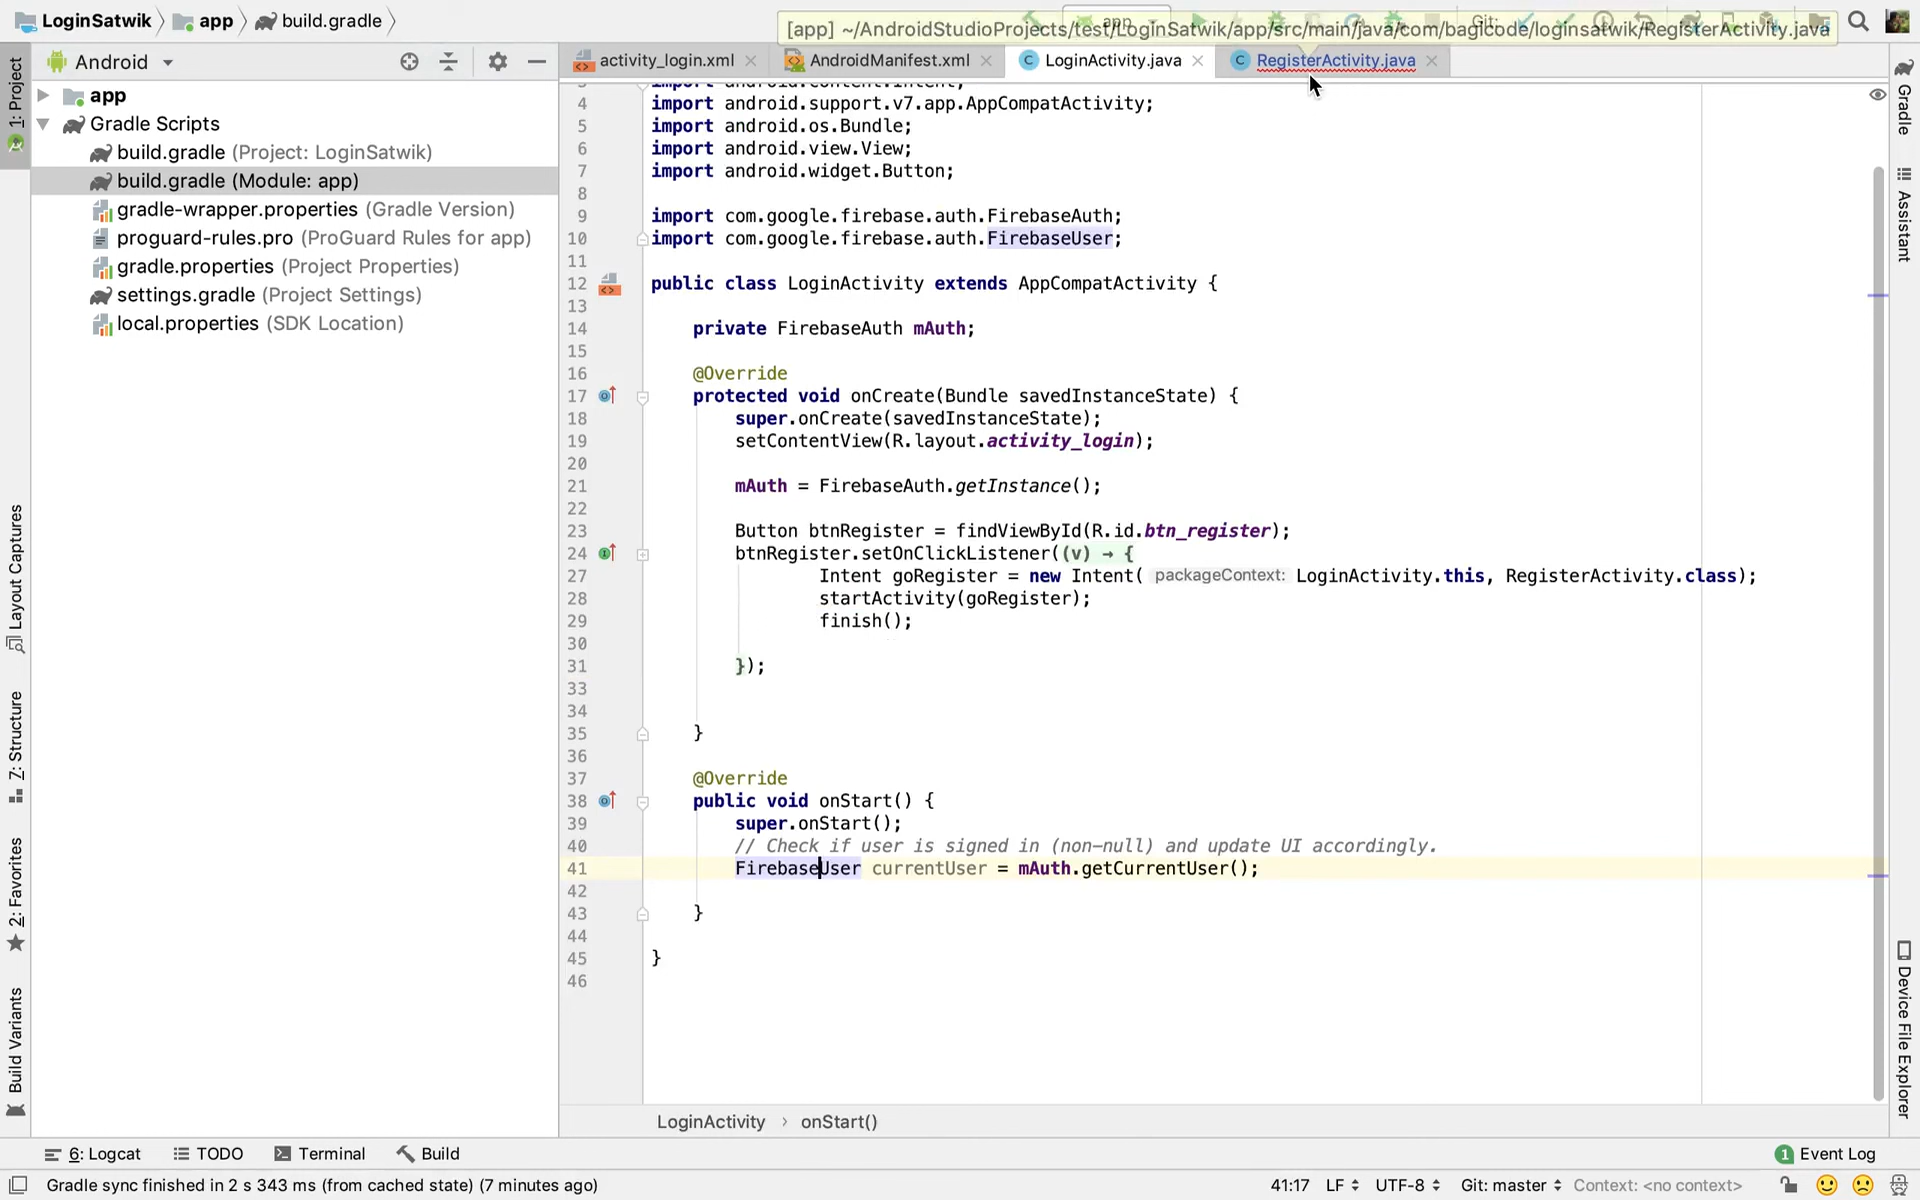 LoginSatwik
app
build.gradle
[app] ~/AndroidStudioProjects/test/LoginSatwik/app/src/main/java/com/bagicode/loginsatwik/RegisterActivity.java
Android
activity_login.xml
AndroidManifest.xml
LoginActivity.java
RegisterActivity.java
app
Gradle Scripts
build.gradle (Project: LoginSatwik)
build.gradle (Module: app)
gradle-wrapper.properties (Gradle Version)
proguard-rules.pro (ProGuard Rules for app)
gradle.properties (Project Properties)
settings.gradle (Project Settings)
local.properties (SDK Location)
1: Project
Layout Captures
7: Structure
2: Favorites
Build Variants
4 import android.support.v7.app.AppCompatActivity;
5 import android.os.Bundle;
6 import android.view.View;
7 import android.widget.Button;
8
9 import com.google.firebase.auth.FirebaseAuth;
10 import com.google.firebase.auth.FirebaseUser;
11
12 public class LoginActivity extends AppCompatActivity {
13
14 private FirebaseAuth mAuth;
15
16 @Override
17 protected void onCreate(Bundle savedInstanceState) {
18 super.onCreate(savedInstanceState);
19 setContentView(R.layout.activity_login);
20
21 mAuth = FirebaseAuth.getInstance();
22
23 Button btnRegister = findViewById(R.id.btn_register);
24 btnRegister.setOnClickListener((v) → {
27 Intent goRegister = new Intent( packageContext: LoginActivity.this, RegisterActivity.class);
28 startActivity(goRegister);
29 finish();
30
31 });
33
34
35 }
36
37 @Override
38 public void onStart() {
39 super.onStart();
40 // Check if user is signed in (non-null) and update UI accordingly.
41 FirebaseUser currentUser = mAuth.getCurrentUser();
42
43 }
44
45 }
46
LoginActivity › onStart()
Gradle
Assistant
Device File Explorer
6: Logcat
TODO
Terminal
Build
1 Event Log
Gradle sync finished in 2 s 343 ms (from cached state) (7 minutes ago)
41:17
LF
UTF-8
Git: master
Context: <no context>